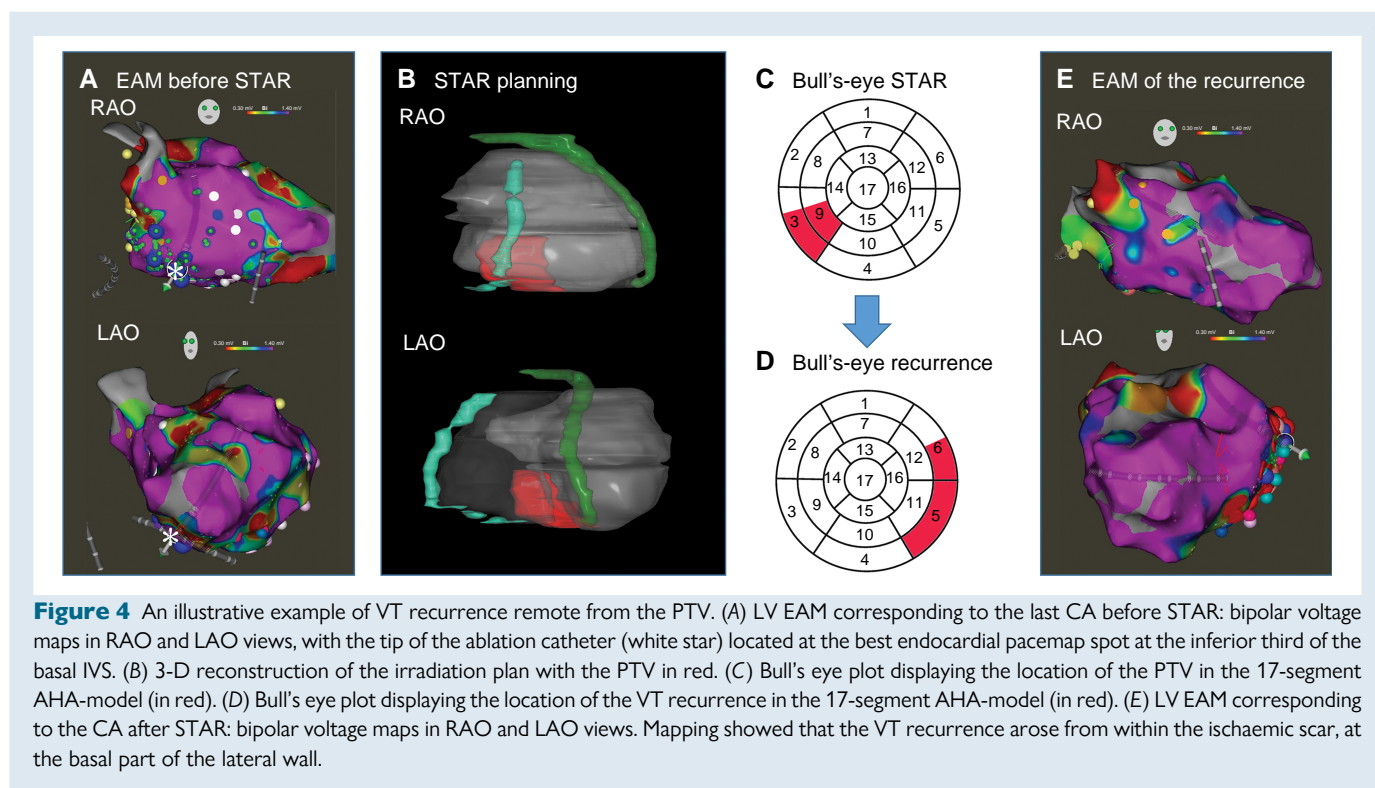 A EAM before STAR
RAO
0.30 mV Bi 1.40 mV
LAO
0.30 mV Bi 1.40 mV
B STAR planning
RAO
LAO
C Bull's-eye STAR
1
7
2
8
13
12
6
14
17
16
3
9
15
11
5
10
4
D Bull's-eye recurrence
1
7
2
8
13
12
6
14
17
16
3
9
15
11
5
10
4
E EAM of the recurrence
RAO
0.30 mV Bi 1.40 mV
LAO
0.30 mV Bi 1.40 mV
Figure 4 An illustrative example of VT recurrence remote from the PTV. (A) LV EAM corresponding to the last CA before STAR: bipolar voltage
maps in RAO and LAO views, with the tip of the ablation catheter (white star) located at the best endocardial pacemap spot at the inferior third of the
basal IVS. (B) 3-D reconstruction of the irradiation plan with the PTV in red. (C) Bull's eye plot displaying the location of the PTV in the 17-segment
AHA-model (in red). (D) Bull's eye plot displaying the location of the VT recurrence in the 17-segment AHA-model (in red). (E) LV EAM corresponding
to the CA after STAR: bipolar voltage maps in RAO and LAO views. Mapping showed that the VT recurrence arose from within the ischaemic scar, at
the basal part of the lateral wall.